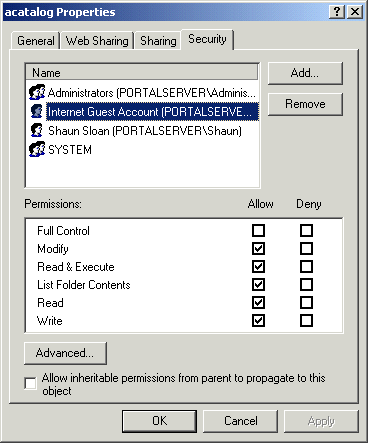 acatalog Properties
General Web Sharing Sharing Security
Name
Administrators (PORTALSERVER\Adminis...
Internet Guest Account (PORTALSERVE...
Shaun Sloan (PORTALSERVER\Shaun)
SYSTEM
Add...
Remove
Permissions: Allow Deny
Full Control
Modify
Read & Execute
List Folder Contents
Read
Write
Advanced...
Allow inheritable permissions from parent to propagate to this
object
OK Cancel Apply